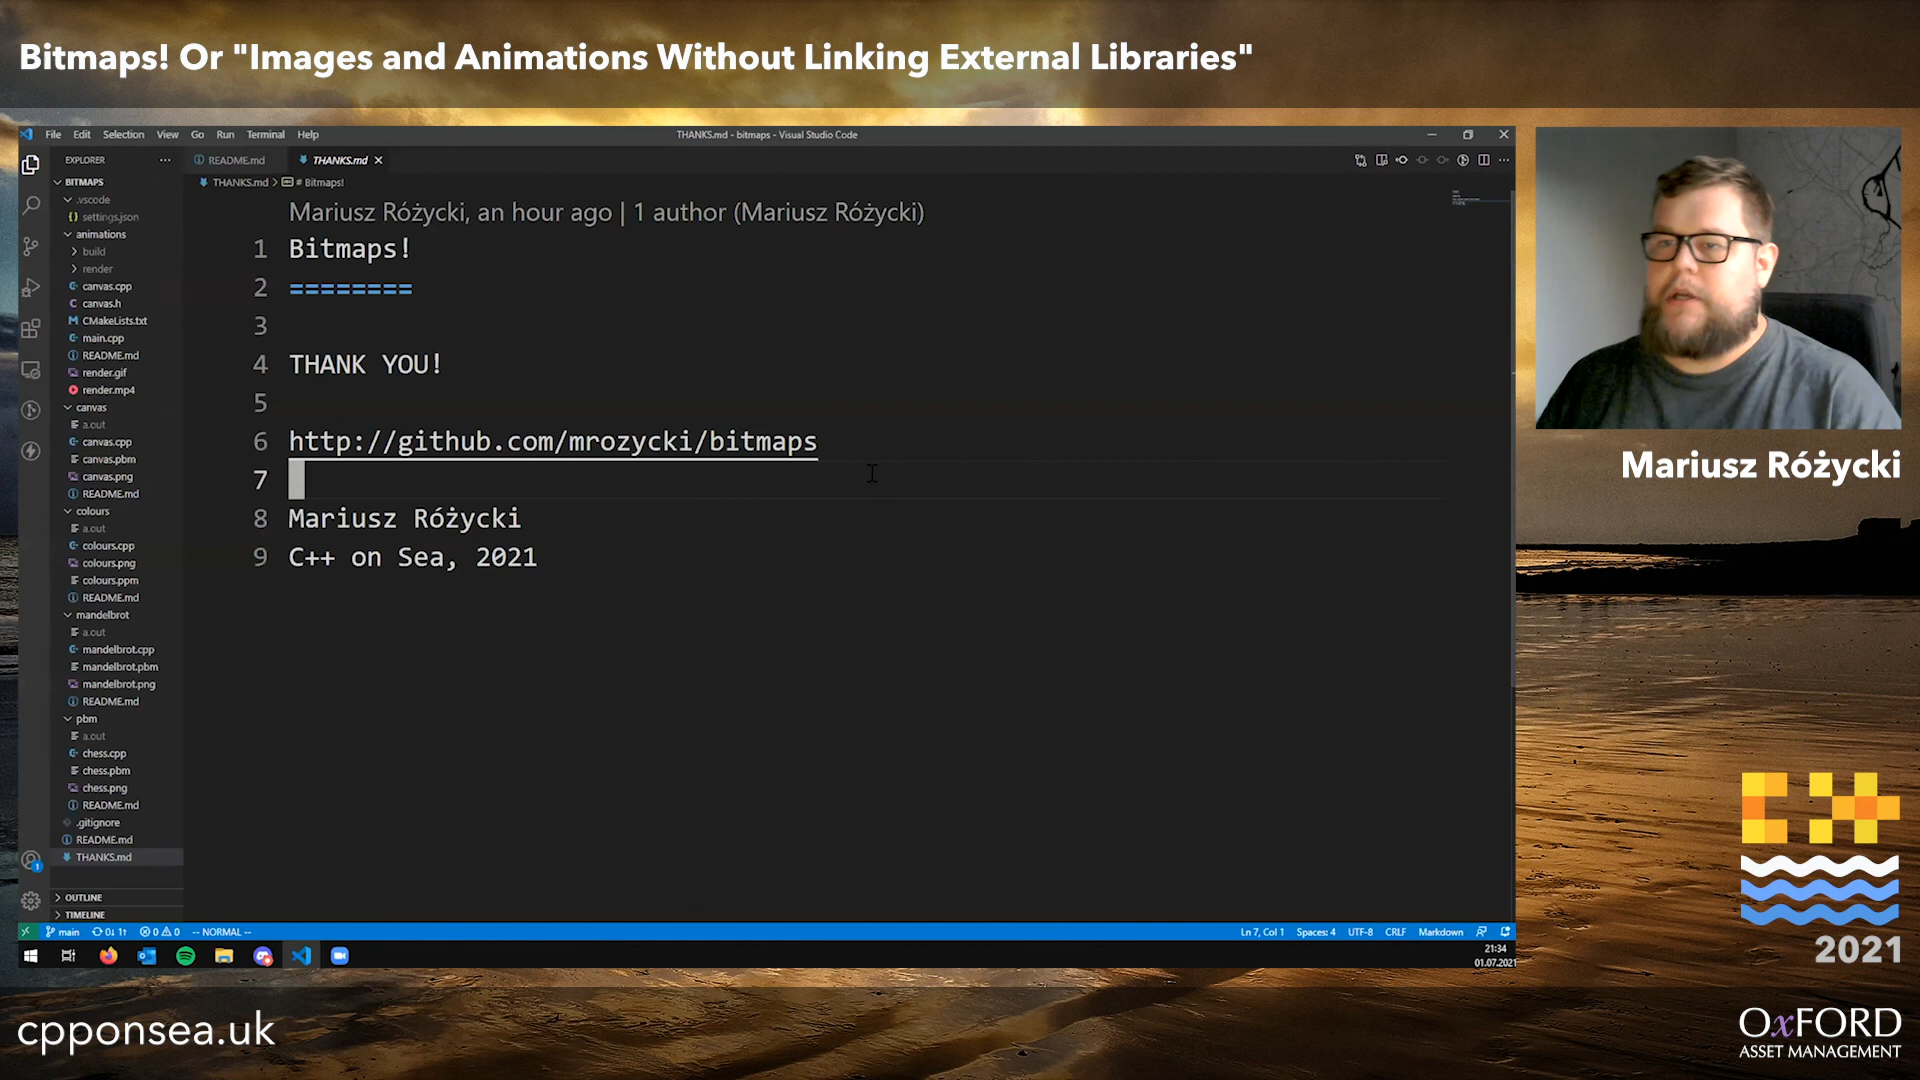 Bitmaps! Or "Images and Animations Without Linking External Libraries"
File Edit Selection View Go Run Terminal Help
THANKS.md - bitmaps - Visual Studio Code
EXPLORER
README.md
THANKS.md
BITMAPS
THANKS.md > # Bitmaps!
.vscode
settings.json
animations
build
render
canvas.cpp
canvas.h
CMakeLists.txt
main.cpp
README.md
render.gif
render.mp4
canvas
a.out
canvas.cpp
canvas.pbm
canvas.png
README.md
colours
a.out
colours.cpp
colours.png
colours.ppm
README.md
mandelbrot
a.out
mandelbrot.cpp
mandelbrot.pbm
mandelbrot.png
README.md
pbm
a.out
chess.cpp
chess.pbm
chess.png
README.md
.gitignore
README.md
THANKS.md
OUTLINE
TIMELINE
Mariusz Różycki, an hour ago | 1 author (Mariusz Różycki)
1 Bitmaps!
2 ========
3
4 THANK YOU!
5
6 http://github.com/mrozycki/bitmaps
7
8 Mariusz Różycki
9 C++ on Sea, 2021
main 0↓ 1↑ 0 0 -- NORMAL --
Ln 7, Col 1 Spaces: 4 UTF-8 CRLF Markdown
21:34
01.07.2021
Mariusz Różycki
C++
2021
cpponsea.uk
OxFORD
ASSET MANAGEMENT